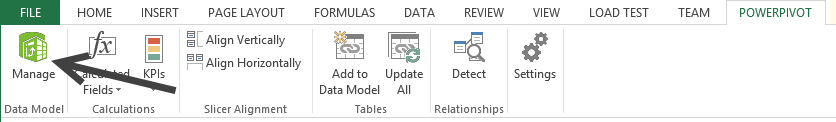 FILE HOME INSERT PAGE LAYOUT FORMULAS DATA REVIEW VIEW LOAD TEST TEAM POWERPIVOT
Manage
Data Model
fx
Calculated
Fields
KPIs
Calculations
Align Vertically
Align Horizontally
Slicer Alignment
Add to
Data Model
Update
All
Tables
Detect
Relationships
Settings